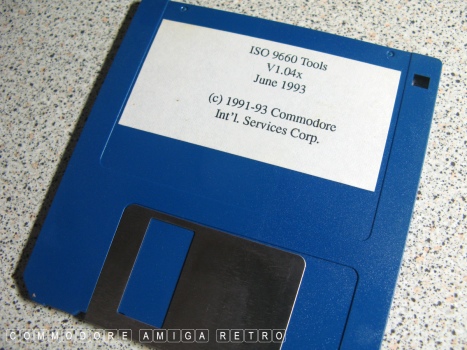 ISO 9660 Tools
V1.04x
June 1993
(c) 1991-93 Commodore
Int'l. Services Corp.
COMMODORE AMIGA RETRO